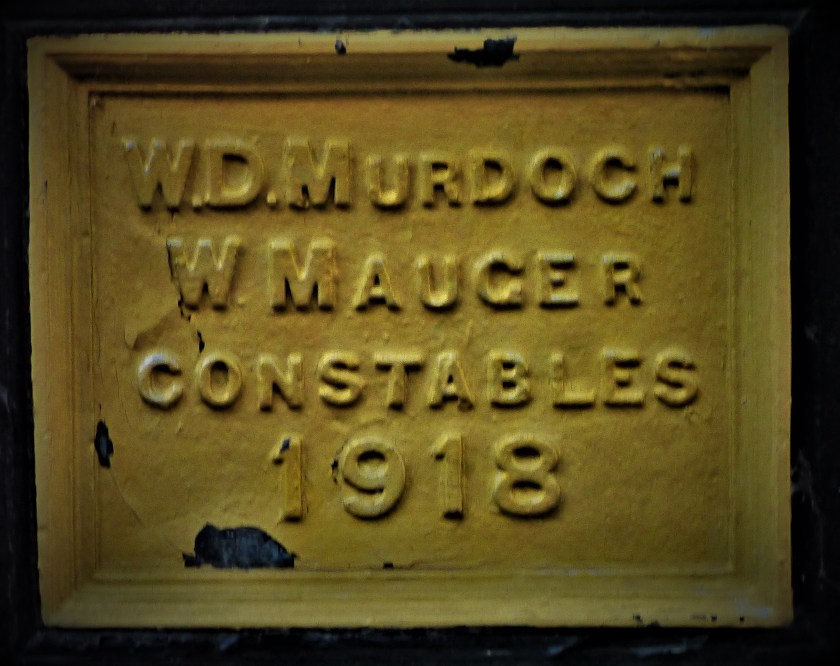 W.D. MURDOCH
W. MAUGER
CONSTABLES
1918